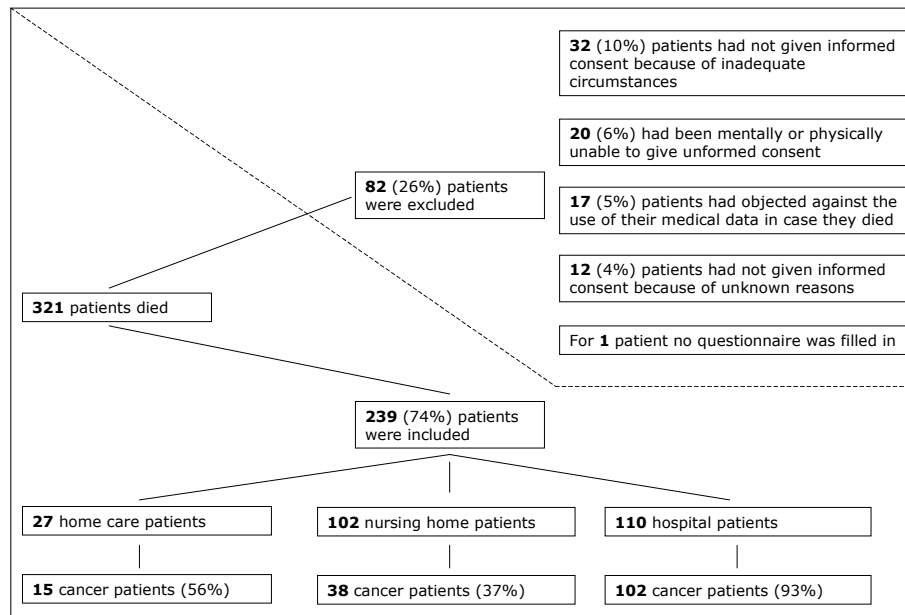 32 (10%) patients had not given informed
consent because of inadequate
circumstances
20 (6%) had been mentally or physically
unable to give unformed consent
82 (26%) patients
were excluded
17 (5%) patients had objected against the
use of their medical data in case they died
12 (4%) patients had not given informed
consent because of unknown reasons
321 patients died
For 1 patient no questionnaire was filled in
239 (74%) patients
were included
27 home care patients
102 nursing home patients
110 hospital patients
15 cancer patients (56%)
38 cancer patients (37%)
102 cancer patients (93%)